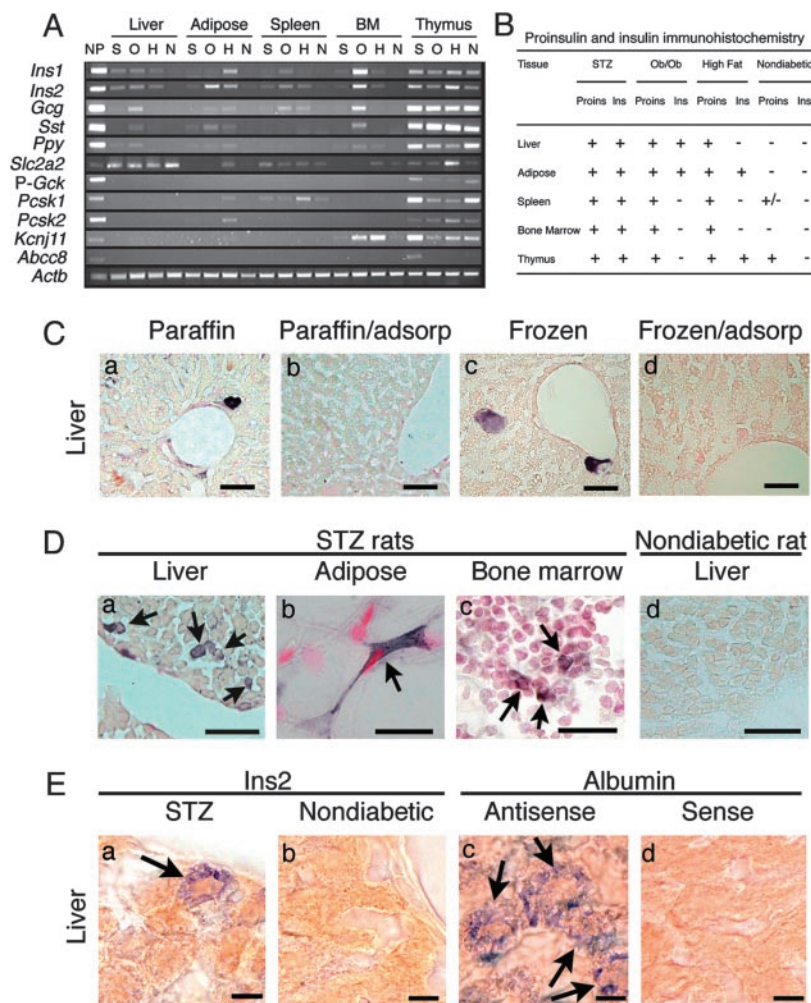 A
Liver Adipose Spleen BM Thymus
NP S O H N S O H N S O H N S O H N S O H N
Ins1
Ins2
Gcg
Sst
Ppy
Slc2a2
P-Gck
Pcsk1
Pcsk2
Kcnj11
Abcc8
Actb
B
Proinsulin and insulin immunohistochemistry
Tissue STZ Ob/Ob High Fat Nondiabetic
Proins Ins Proins Ins Proins Ins Proins Ins
Liver + + + + + - - -
Adipose + + + + + + - -
Spleen + + + - + - +/- -
Bone Marrow + + + - + - - -
Thymus + + + - + + + -
C
Paraffin Paraffin/adsorp Frozen Frozen/adsorp
Liver
a b c d
D
STZ rats Nondiabetic rat
Liver Adipose Bone marrow Liver
a b c d
E
Ins2 Albumin
STZ Nondiabetic Antisense Sense
Liver
a b c d